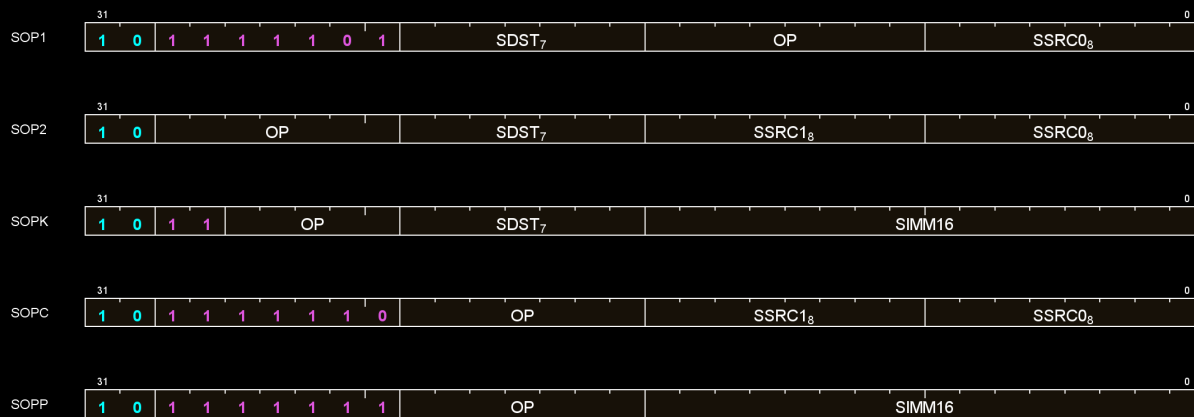 31 0
SOP1 1 0 1 1 1 1 1 0 1 SDST7 OP SSRC08
31 0
SOP2 1 0 OP SDST7 SSRC18 SSRC08
31 0
SOPK 1 0 1 1 OP SDST7 SIMM16
31 0
SOPC 1 0 1 1 1 1 1 1 0 OP SSRC18 SSRC08
31 0
SOPP 1 0 1 1 1 1 1 1 1 OP SIMM16